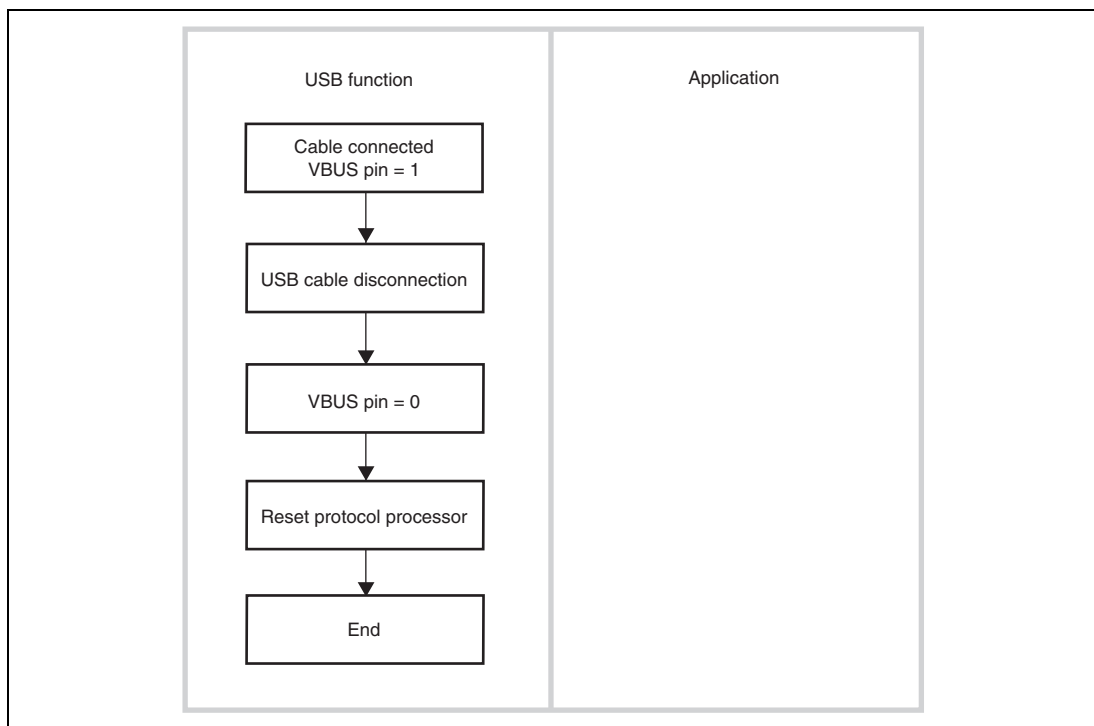 USB function
Application
Cable connected
VBUS pin = 1
USB cable disconnection
VBUS pin = 0
Reset protocol processor
End